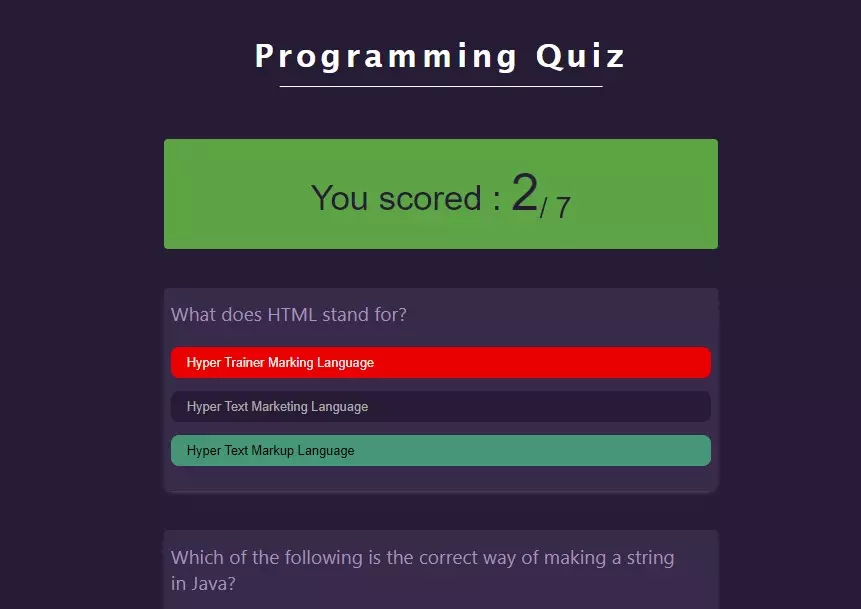 Programming Quiz
You scored : 2/ 7
What does HTML stand for?
Hyper Trainer Marking Language
Hyper Text Marketing Language
Hyper Text Markup Language
Which of the following is the correct way of making a string
in Java?